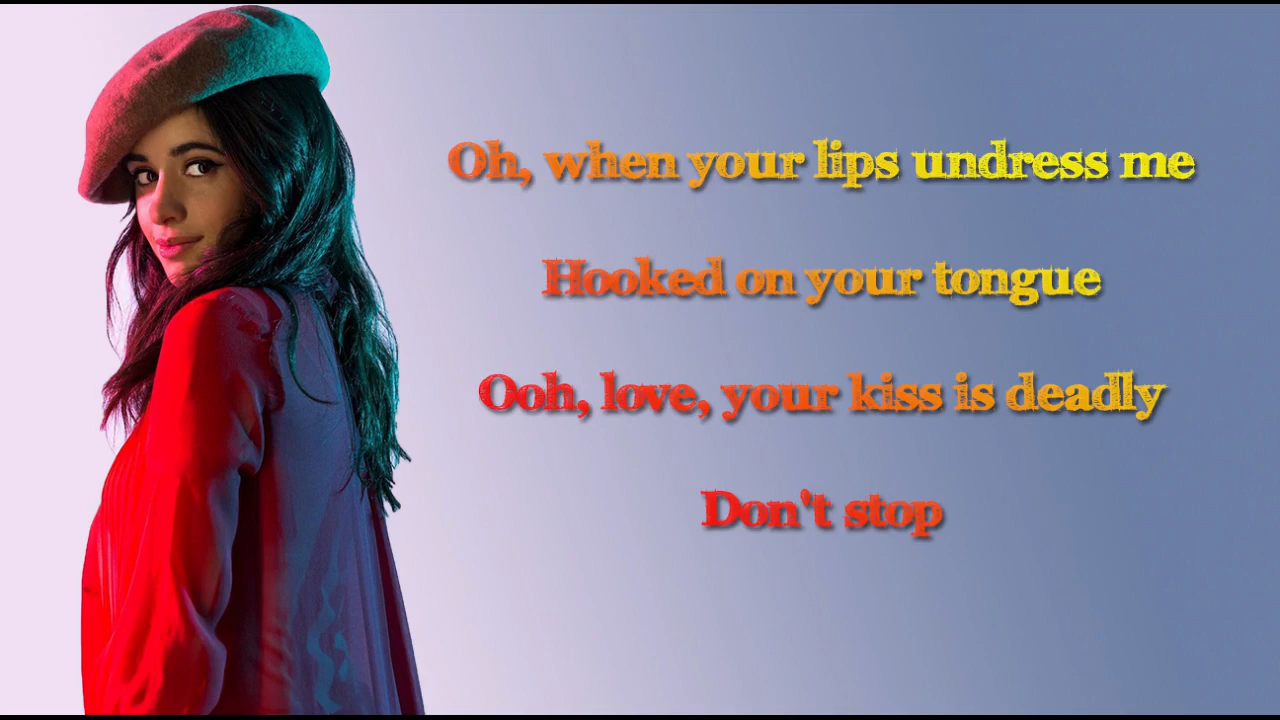 Oh, when your lips undress me
Hooked on your tongue
Ooh, love, your kiss is deadly
Don't stop